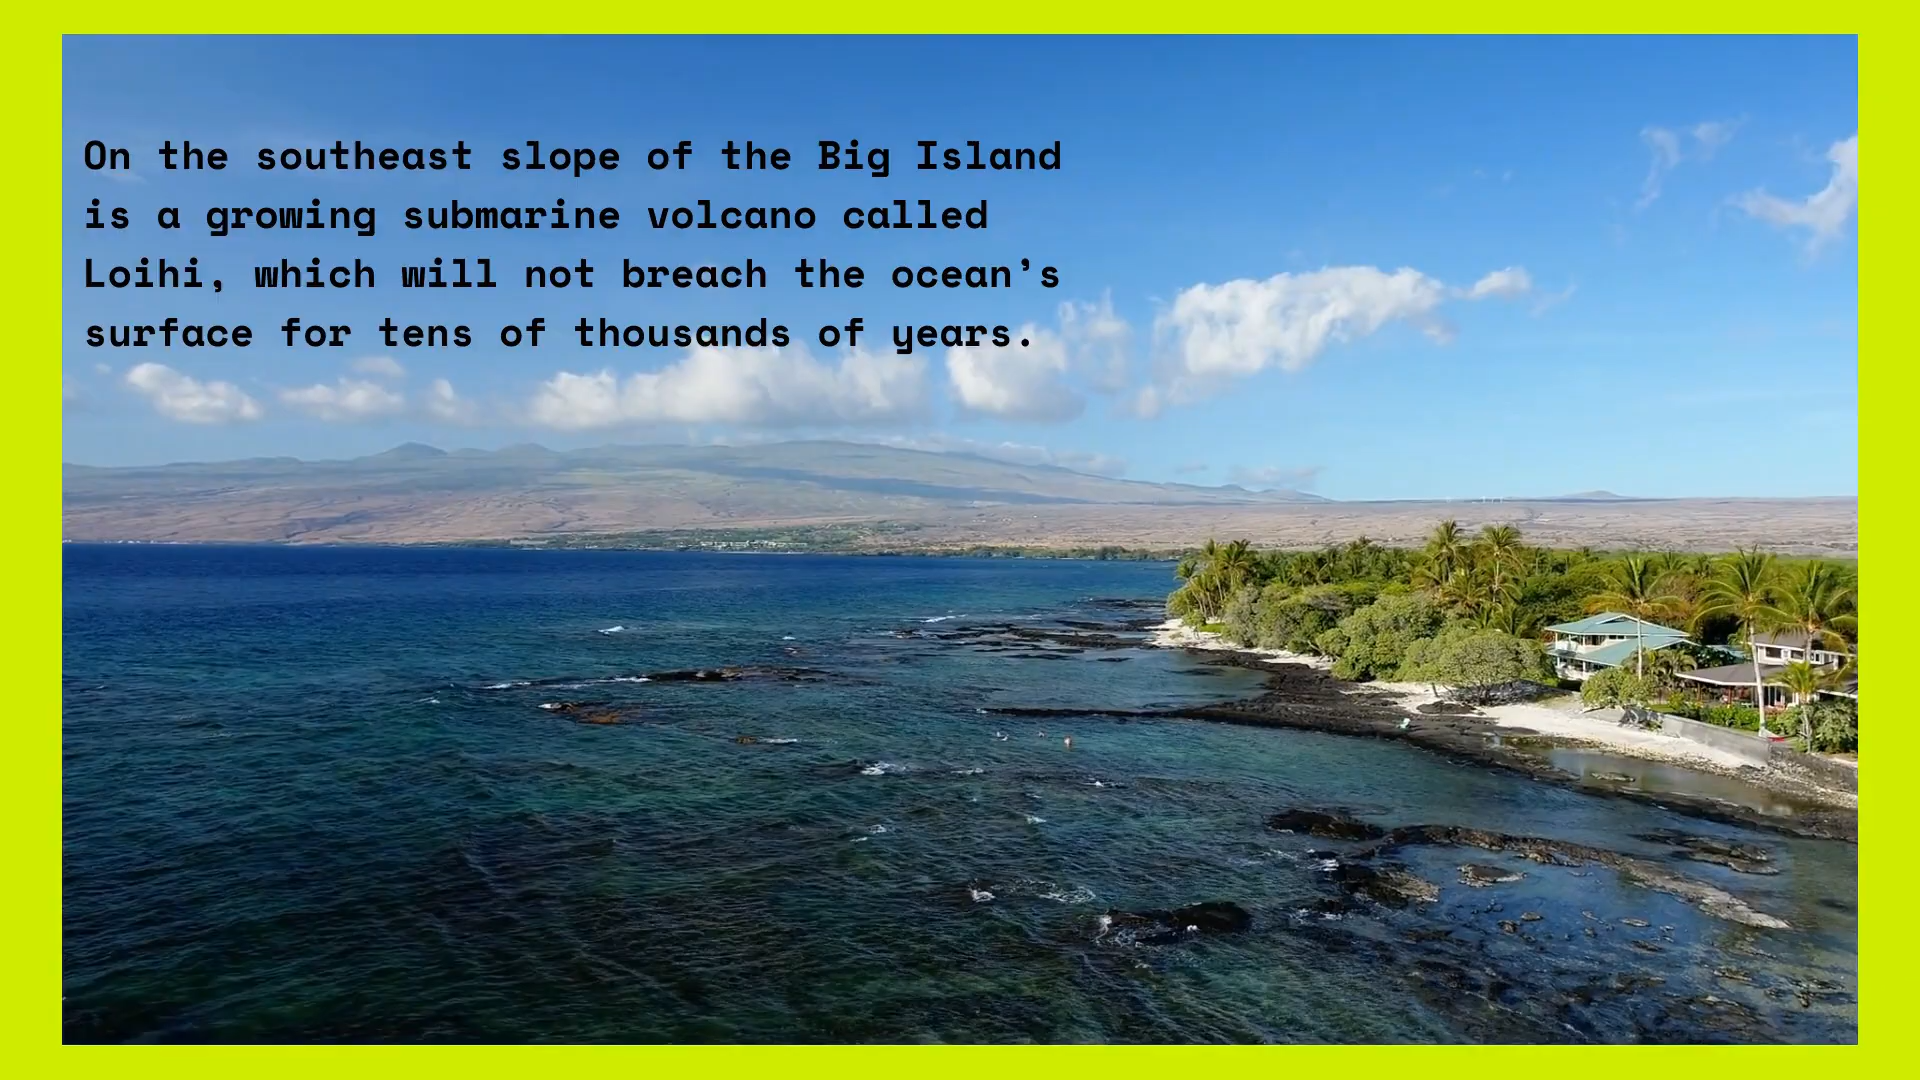 On the southeast slope of the Big Island
is a growing submarine volcano called
Loihi, which will not breach the ocean’s
surface for tens of thousands of years.